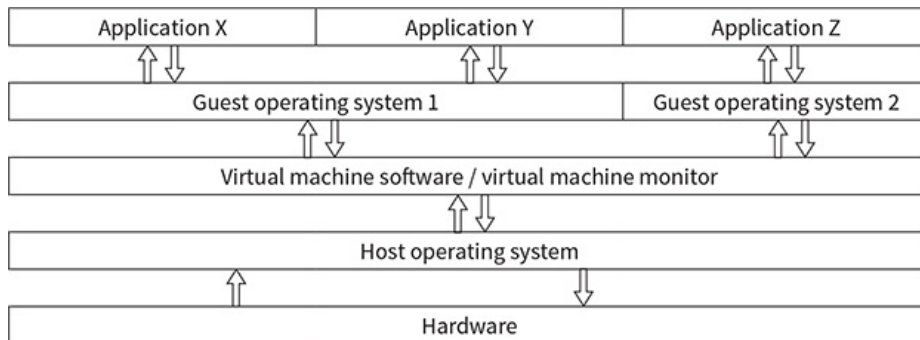 Application X
Application Y
Application Z
Guest operating system 1
Guest operating system 2
Virtual machine software / virtual machine monitor
Host operating system
Hardware